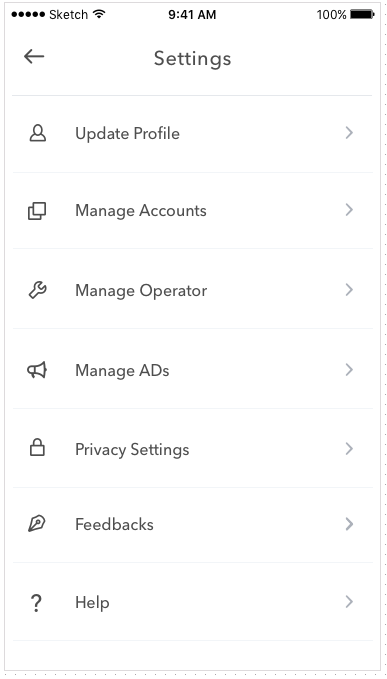 Sketch 9:41 AM 100%
Settings
Update Profile
Manage Accounts
Manage Operator
Manage ADs
Privacy Settings
Feedbacks
Help